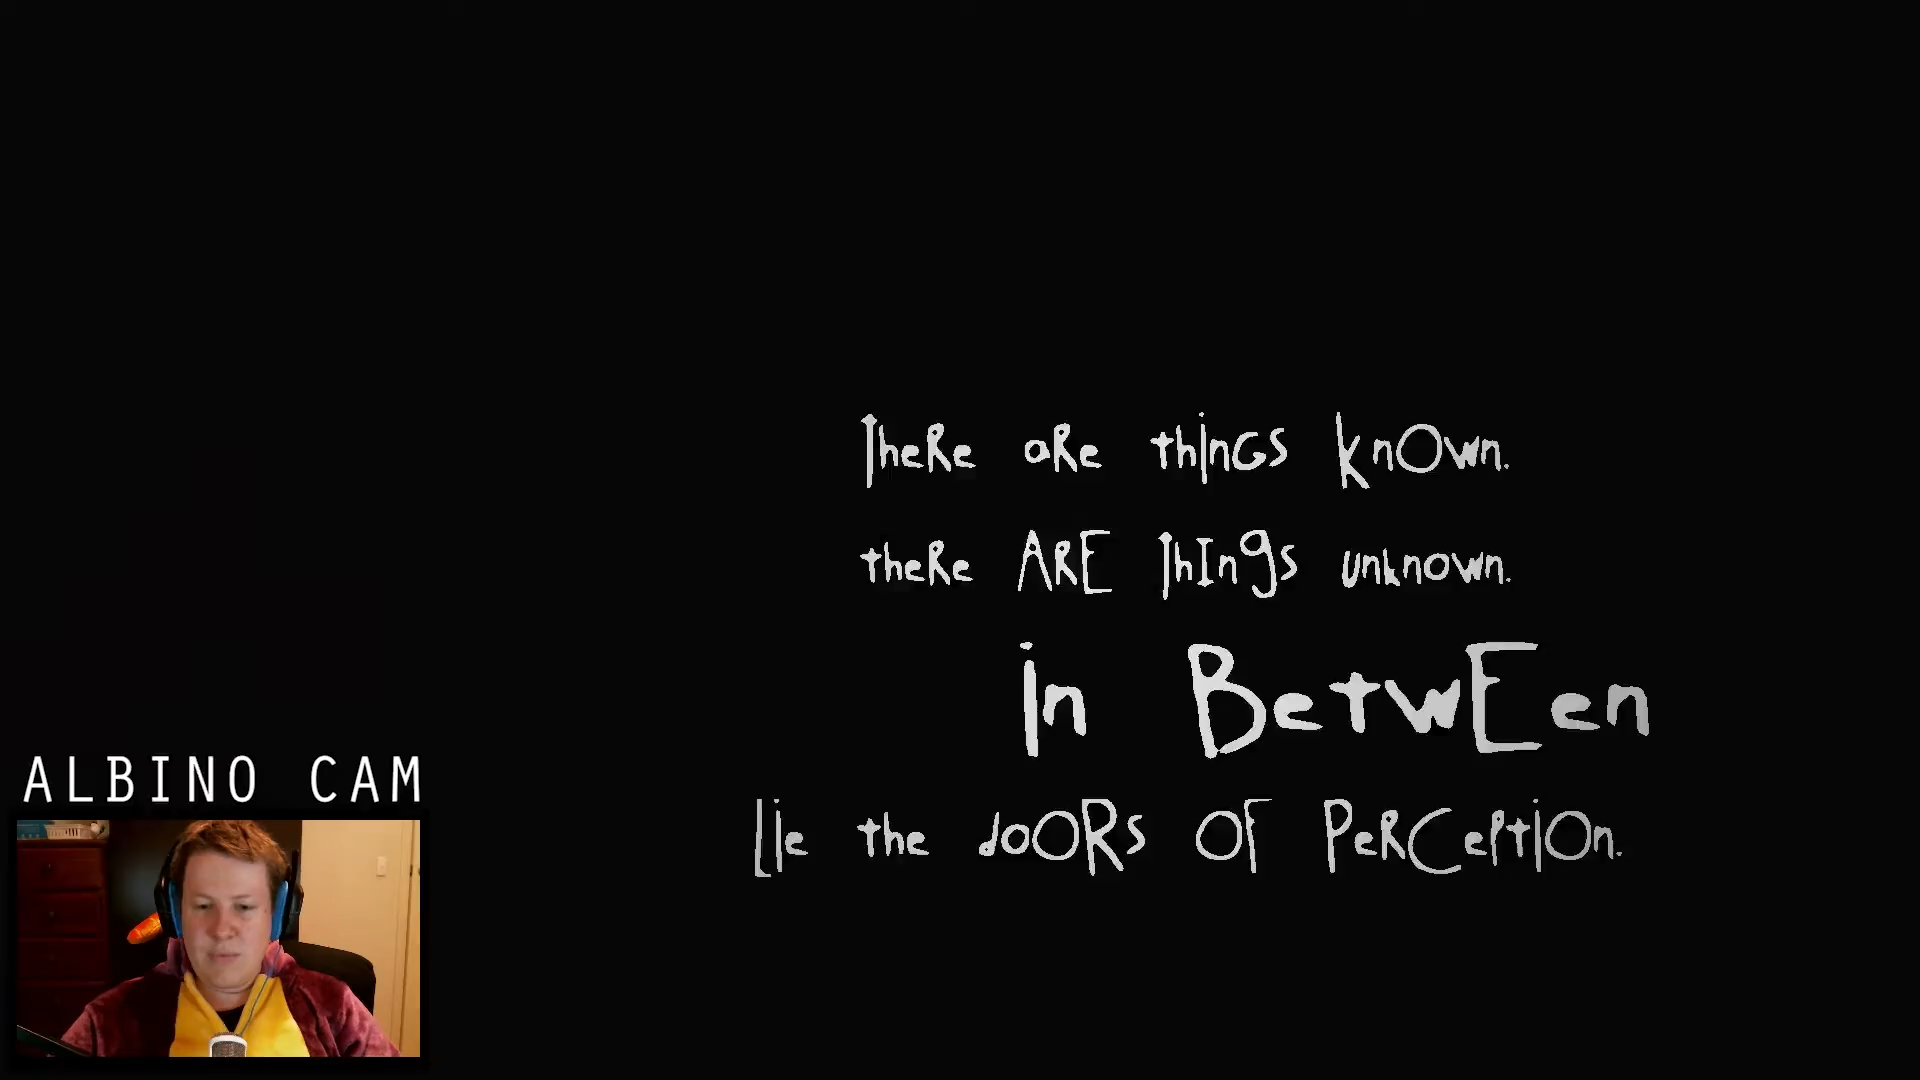 There aRe thIngs knOwn.
theRe ARE ThIngs unknown.
in BetwEen
Lie the doORs OF PeRCeptiOn.
ALBINO CAM